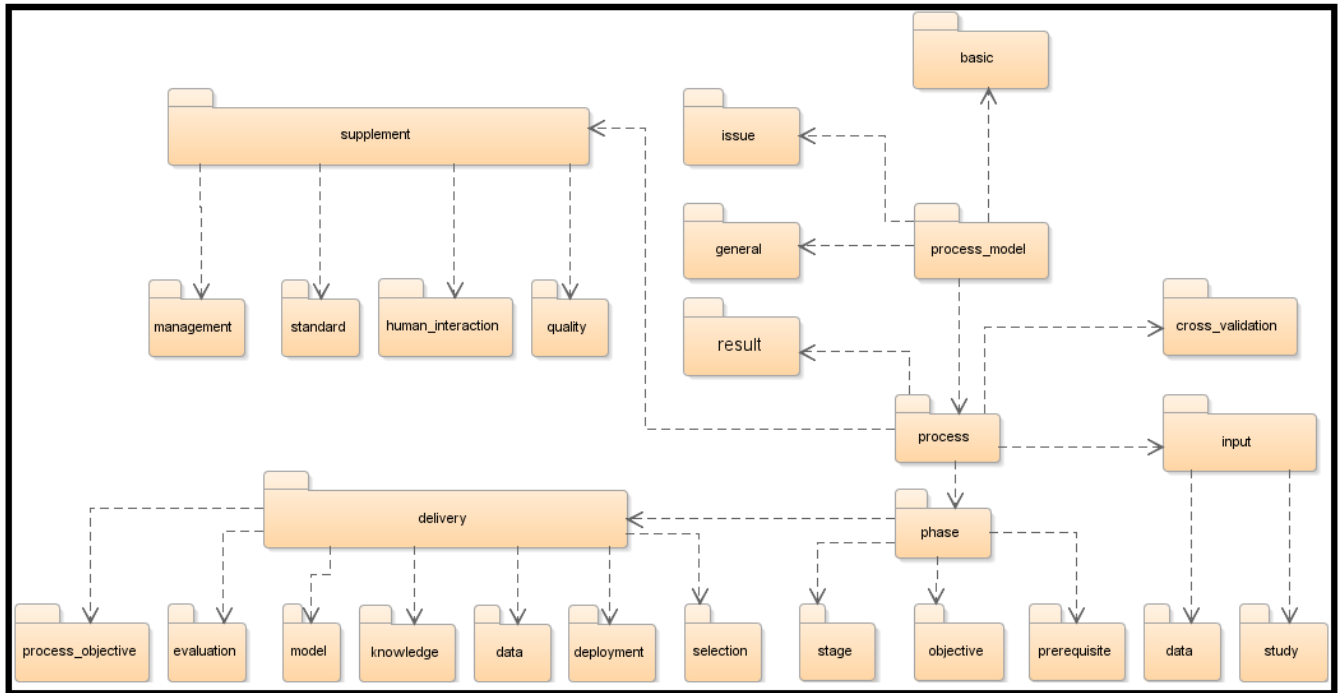 basic
supplement
issue
general
process_model
management
standard
human_interaction
quality
result
cross_validation
process
input
delivery
phase
process_objective
evaluation
model
knowledge
data
deployment
selection
stage
objective
prerequisite
data
study